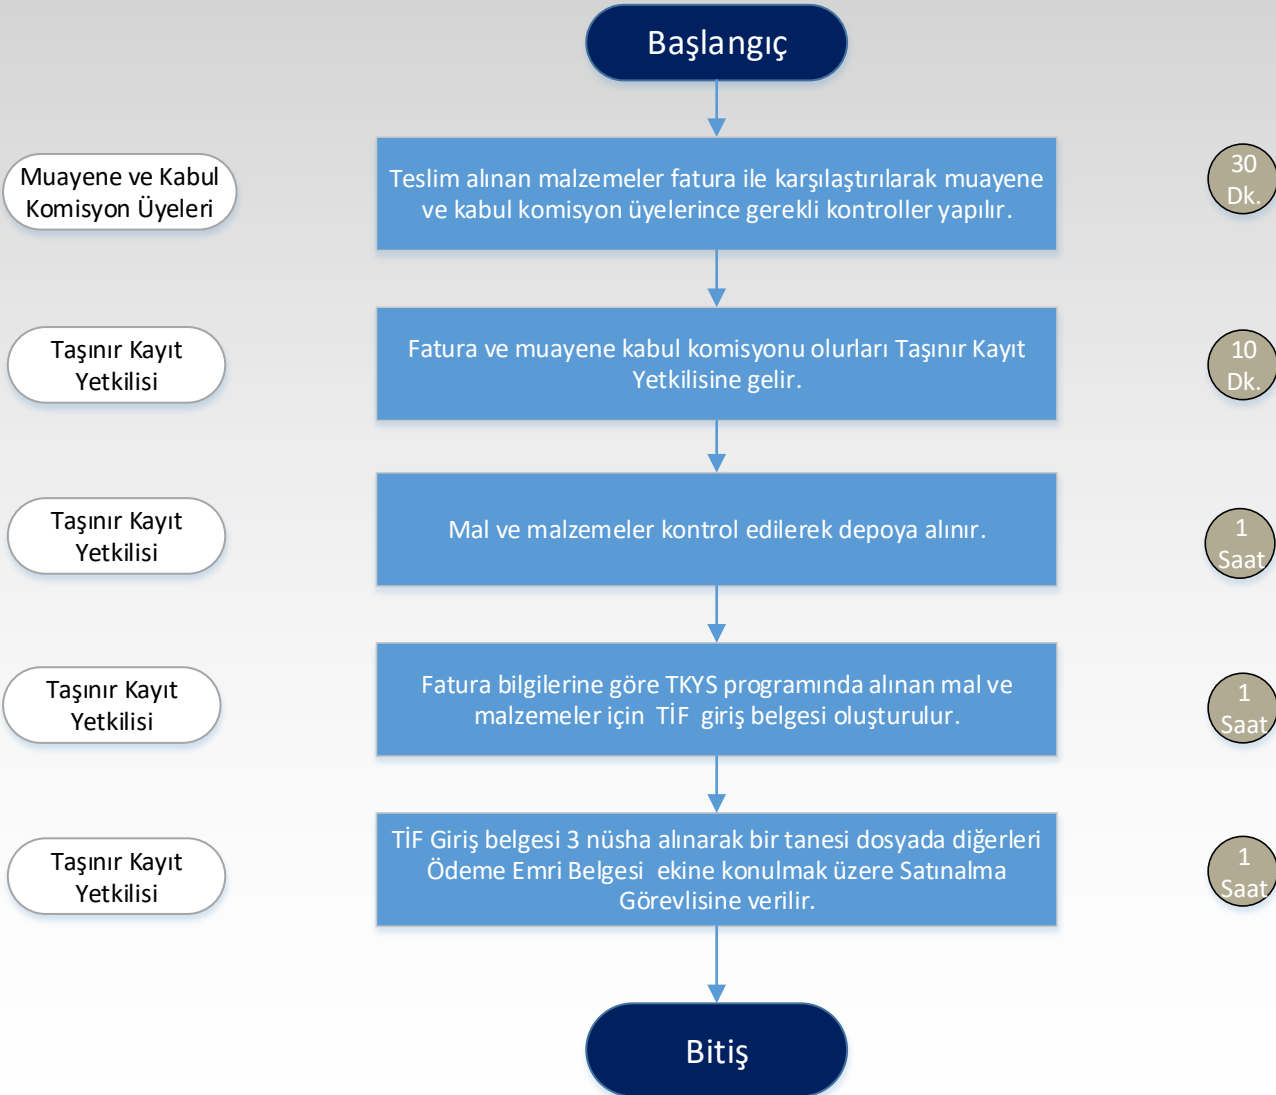 Başlangıç
Muayene ve Kabul
Komisyon Üyeleri
Teslim alınan malzemeler fatura ile karşılaştırılarak muayene
ve kabul komisyon üyelerince gerekli kontroller yapılır.
30
Dk.
Taşınır Kayıt
Yetkilisi
Fatura ve muayene kabul komisyonu olurları Taşınır Kayıt
Yetkilisine gelir.
10
Dk.
Taşınır Kayıt
Yetkilisi
Mal ve malzemeler kontrol edilerek depoya alınır.
1
Saat
Taşınır Kayıt
Yetkilisi
Fatura bilgilerine göre TKYS programında alınan mal ve
malzemeler için TİF giriş belgesi oluşturulur.
1
Saat
Taşınır Kayıt
Yetkilisi
TİF Giriş belgesi 3 nüsha alınarak bir tanesi dosyada diğerleri
Ödeme Emri Belgesi ekine konulmak üzere Satınalma
Görevlisine verilir.
1
Saat
Bitiş